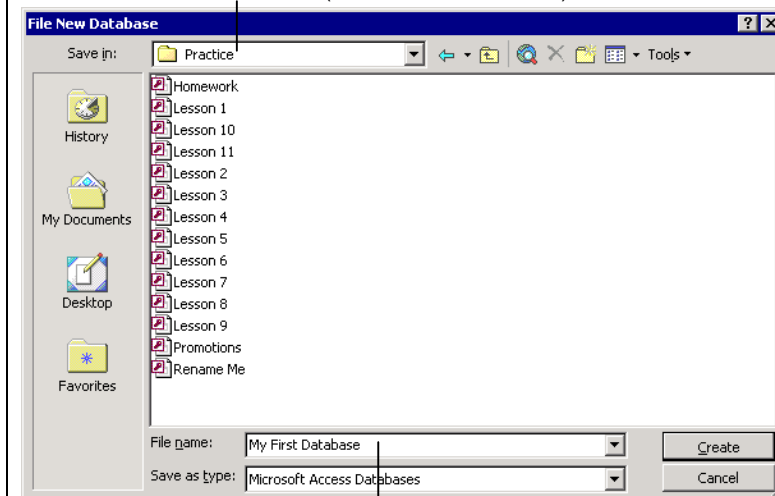 File New Database
Save in: Practice Tools
Homework
Lesson 1
Lesson 10
Lesson 11
Lesson 2
Lesson 3
Lesson 4
Lesson 5
Lesson 6
Lesson 7
Lesson 8
Lesson 9
Promotions
Rename Me
History
My Documents
Desktop
Favorites
File name: My First Database Create
Save as type: Microsoft Access Databases Cancel